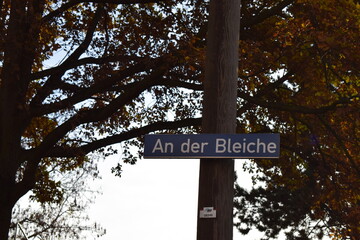 An der Bleiche